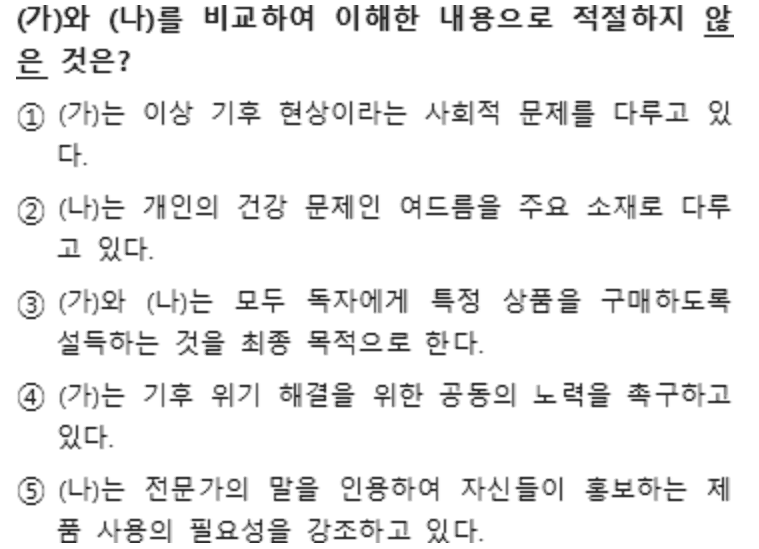 (가)와 (나)를 비교하여 이해한 내용으로 적절하지 않
은 것은?
① (가)는 이상 기후 현상이라는 사회적 문제를 다루고 있
다.
② (나)는 개인의 건강 문제인 여드름을 주요 소재로 다루
고 있다.
③ (가)와 (나)는 모두 독자에게 특정 상품을 구매하도록
설득하는 것을 최종 목적으로 한다.
④ (가)는 기후 위기 해결을 위한 공동의 노력을 촉구하고
있다.
⑤ (나)는 전문가의 말을 인용하여 자신들이 홍보하는 제
품 사용의 필요성을 강조하고 있다.